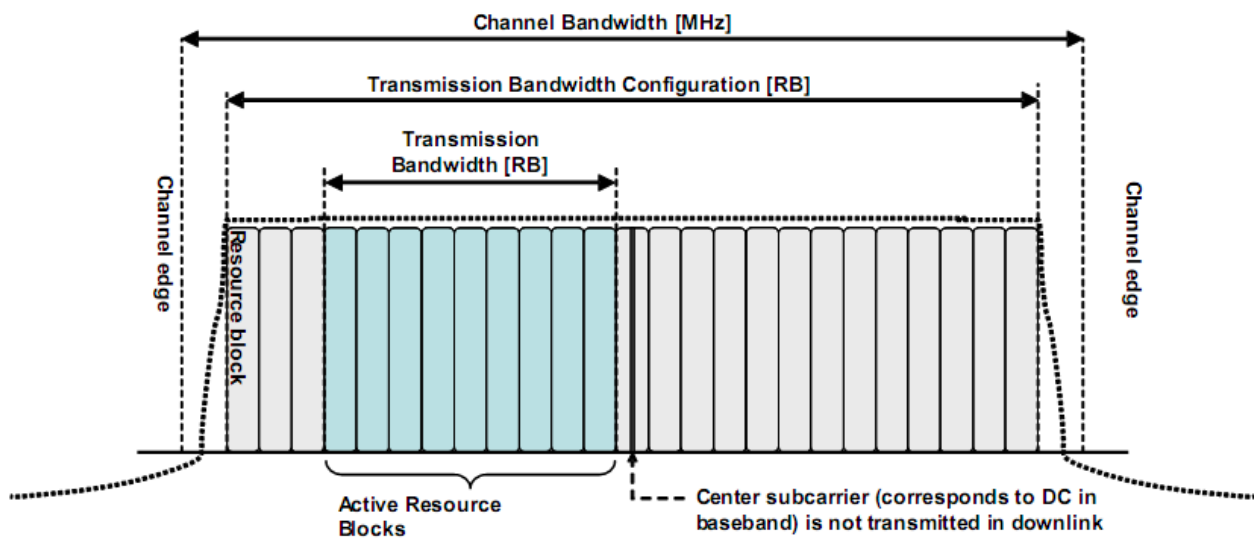 Channel Bandwidth [MHz]
Transmission Bandwidth Configuration [RB]
Transmission
Bandwidth [RB]
Channel edge
Resource block
Channel edge
Active Resource
Blocks
Center subcarrier (corresponds to DC in
baseband) is not transmitted in downlink